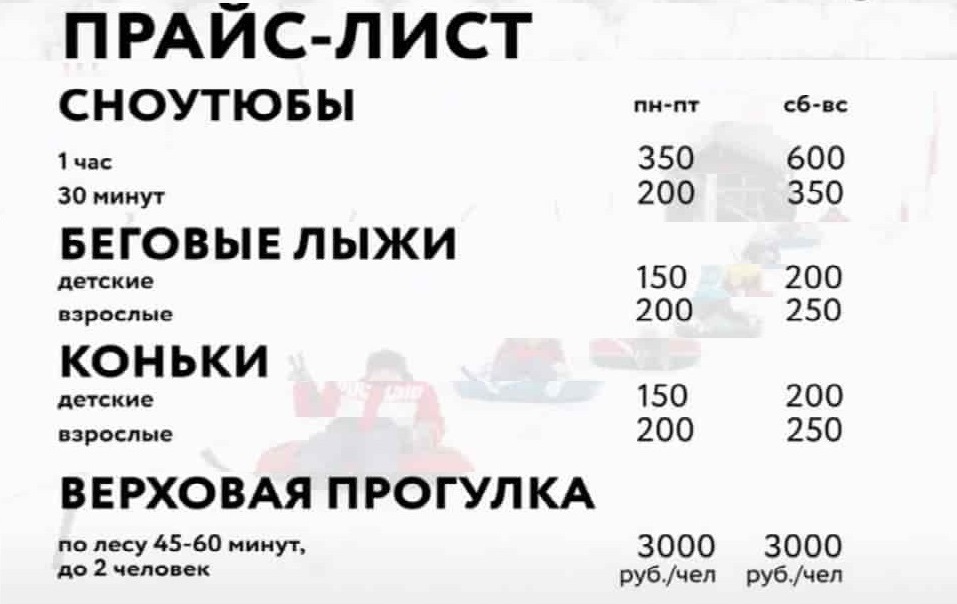 ПРАЙС-ЛИСТ
СНОУТЮБЫ пн-пт сб-вс
1 час 350 600
30 минут 200 350
БЕГОВЫЕ ЛЫЖИ
детские 150 200
взрослые 200 250
КОНЬКИ
детские 150 200
взрослые 200 250
ВЕРХОВАЯ ПРОГУЛКА
по лесу 45-60 минут, 3000 3000
до 2 человек руб./чел руб./чел